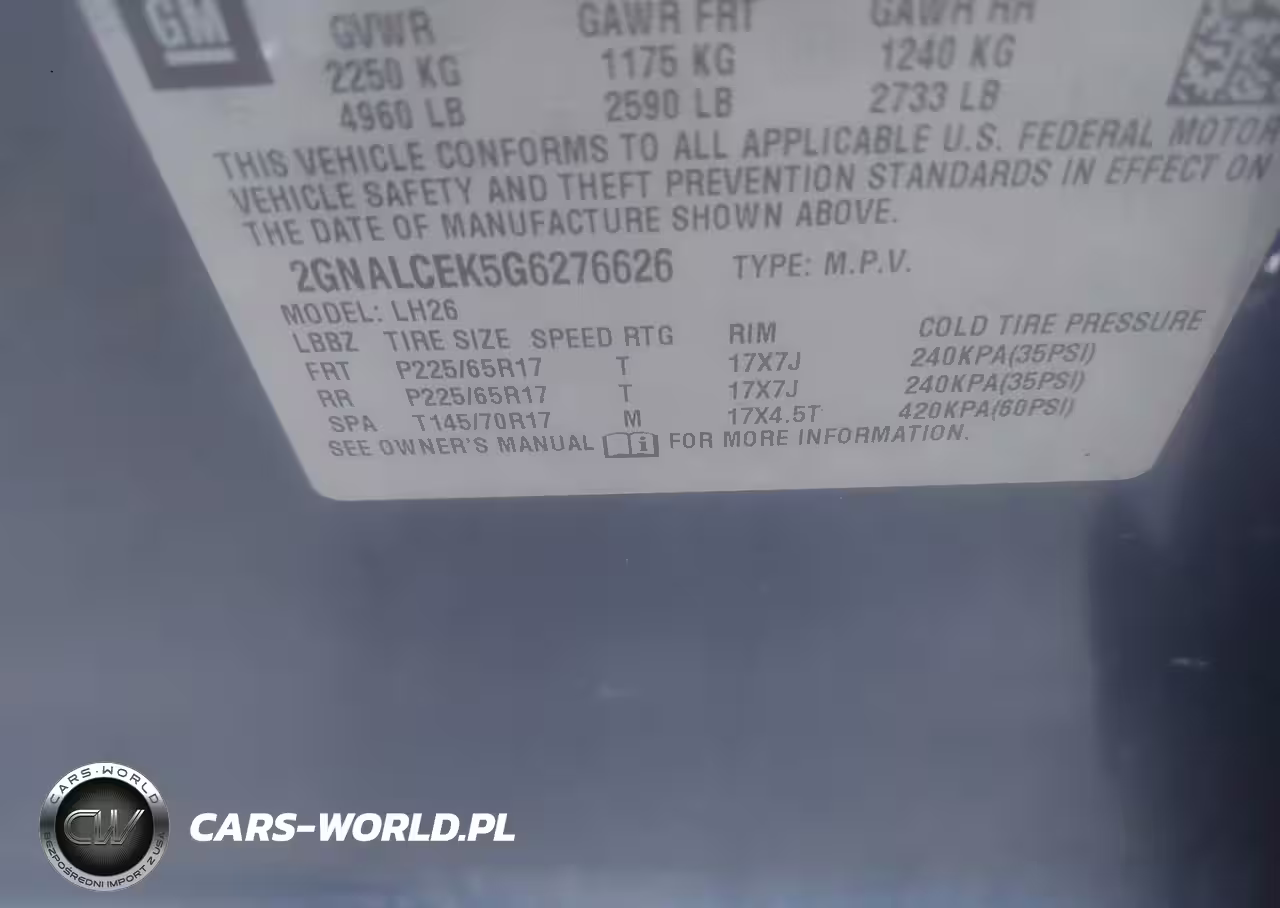 GM
GVWR GAWR FRT GAWR RR
2250 KG 1175 KG 1240 KG
4960 LB 2590 LB 2733 LB
THIS VEHICLE CONFORMS TO ALL APPLICABLE U.S. FEDERAL MOTOR
VEHICLE SAFETY AND THEFT PREVENTION STANDARDS IN EFFECT ON
THE DATE OF MANUFACTURE SHOWN ABOVE.
2GNALCEK5G6276626 TYPE: M.P.V.
MODEL: LH26
LBBZ TIRE SIZE SPEED RTG RIM COLD TIRE PRESSURE
FRT P225/65R17 T 17X7J 240KPA(35PSI)
RR P225/65R17 T 17X7J 240KPA(35PSI)
SPA T145/70R17 M 17X4.5T 420KPA(60PSI)
SEE OWNER'S MANUAL i FOR MORE INFORMATION.
CARS-WORLD
CW
BEZPOŚREDNI IMPORT Z USA
CARS-WORLD.PL